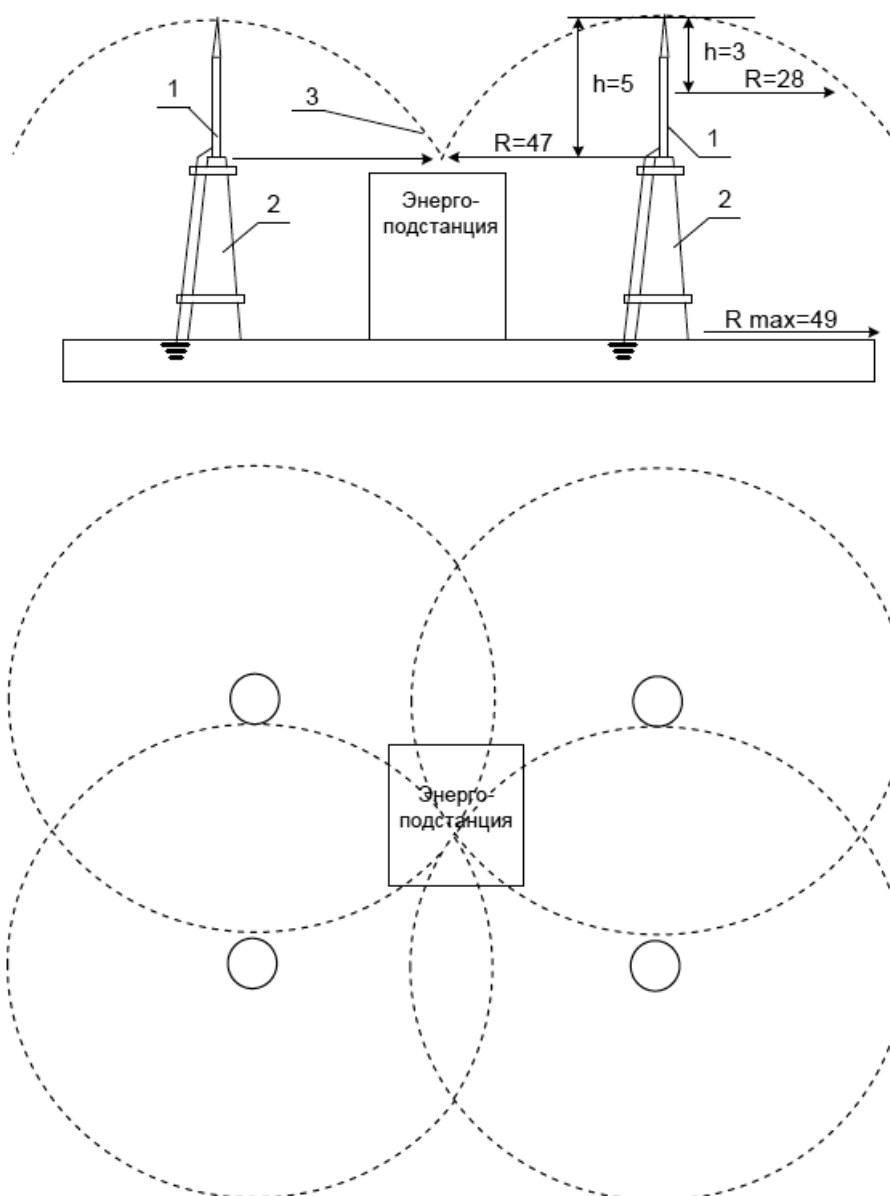 h=3
1
h=5
R=28
3
R=47
1
Энерго-
подстанция
2
2
R max=49
Энерго-
подстанция